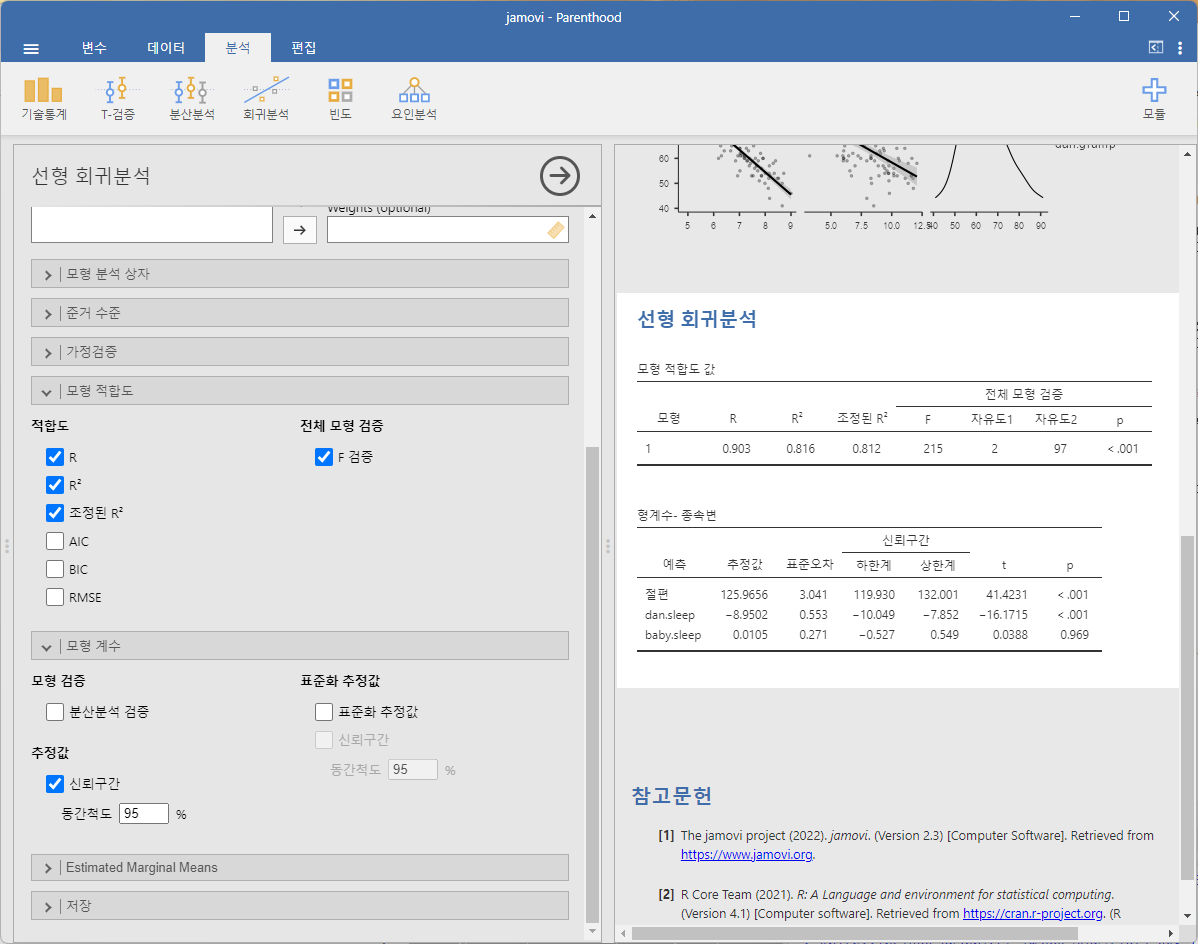 jamovi - Parenthood
변수 데이터 분석 편집
기술통계 T-검증 분산분석 회귀분석 빈도 요인분석 모듈
선형 회귀분석
Weights (optional)
모형 분석 상자
준거 수준
가정검증
모형 적합도
적합도 전체 모형 검증
R F 검증
R²
조정된 R²
AIC
BIC
RMSE
모형 계수
모형 검증 표준화 추정값
분산분석 검증 표준화 추정값
신뢰구간
동간척도 95 %
추정값
신뢰구간
동간척도 95 %
Estimated Marginal Means
저장
dan.grump
60
50
40
5 6 7 8 9 5.0 7.5 10.0 12.5 40 50 60 70 80 90
선형 회귀분석
모형 적합도 값
전체 모형 검증
모형 R R² 조정된 R² F 자유도1 자유도2 p
1 0.903 0.816 0.812 215 2 97 < .001
형계수- 종속변
신뢰구간
예측 추정값 표준오차 하한계 상한계 t p
절편 125.9656 3.041 119.930 132.001 41.4231 < .001
dan.sleep −8.9502 0.553 −10.049 −7.852 −16.1715 < .001
baby.sleep 0.0105 0.271 −0.527 0.549 0.0388 0.969
참고문헌
[1] The jamovi project (2022). jamovi. (Version 2.3) [Computer Software]. Retrieved from
https://www.jamovi.org.
[2] R Core Team (2021). R: A Language and environment for statistical computing.
(Version 4.1) [Computer software]. Retrieved from https://cran.r-project.org. (R